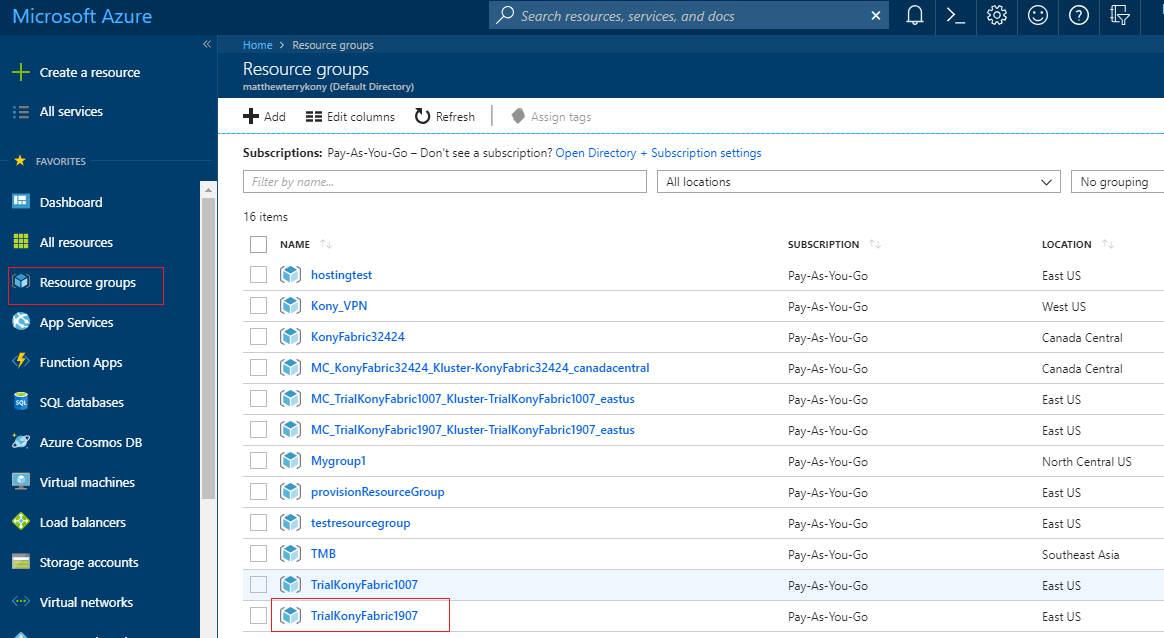 Microsoft Azure
Search resources, services, and docs
Create a resource
All services
FAVORITES
Dashboard
All resources
Resource groups
App Services
Function Apps
SQL databases
Azure Cosmos DB
Virtual machines
Load balancers
Storage accounts
Virtual networks
Home > Resource groups
Resource groups
matthewterrykony (Default Directory)
Add Edit columns Refresh Assign tags
Subscriptions: Pay-As-You-Go – Don't see a subscription? Open Directory + Subscription settings
Filter by name... All locations No grouping
16 items
NAME SUBSCRIPTION LOCATION
hostingtest Pay-As-You-Go East US
Kony_VPN Pay-As-You-Go West US
KonyFabric32424 Pay-As-You-Go Canada Central
MC_KonyFabric32424_Kluster-KonyFabric32424_canadacentral Pay-As-You-Go Canada Central
MC_TrialKonyFabric1007_Kluster-TrialKonyFabric1007_eastus Pay-As-You-Go East US
MC_TrialKonyFabric1907_Kluster-TrialKonyFabric1907_eastus Pay-As-You-Go East US
Mygroup1 Pay-As-You-Go North Central US
provisionResourceGroup Pay-As-You-Go East US
testresourcegroup Pay-As-You-Go East US
TMB Pay-As-You-Go Southeast Asia
TrialKonyFabric1007 Pay-As-You-Go East US
TrialKonyFabric1907 Pay-As-You-Go East US